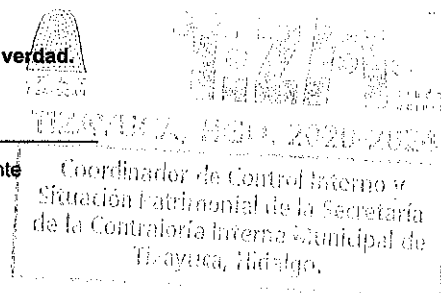 verdad.
TIZAYUCA, HGO. 2020-2024
nte
Coordinador de Control Interno y
Situación Patrimonial de la Secretaría
de la Contraloría Interna Municipal de
Tizayuca, Hidalgo.